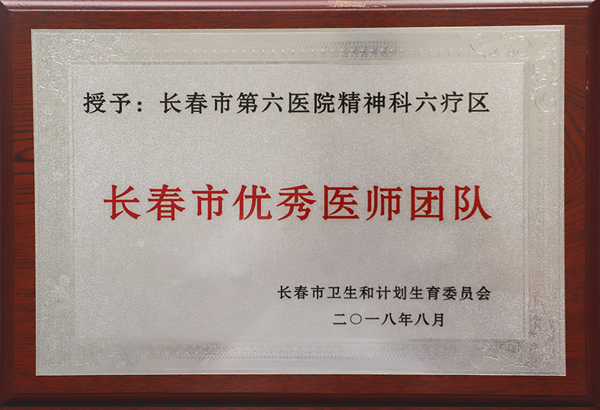 授予：长春市第六医院精神科六疗区
长春市优秀医师团队
长春市卫生和计划生育委员会
二〇一八年八月